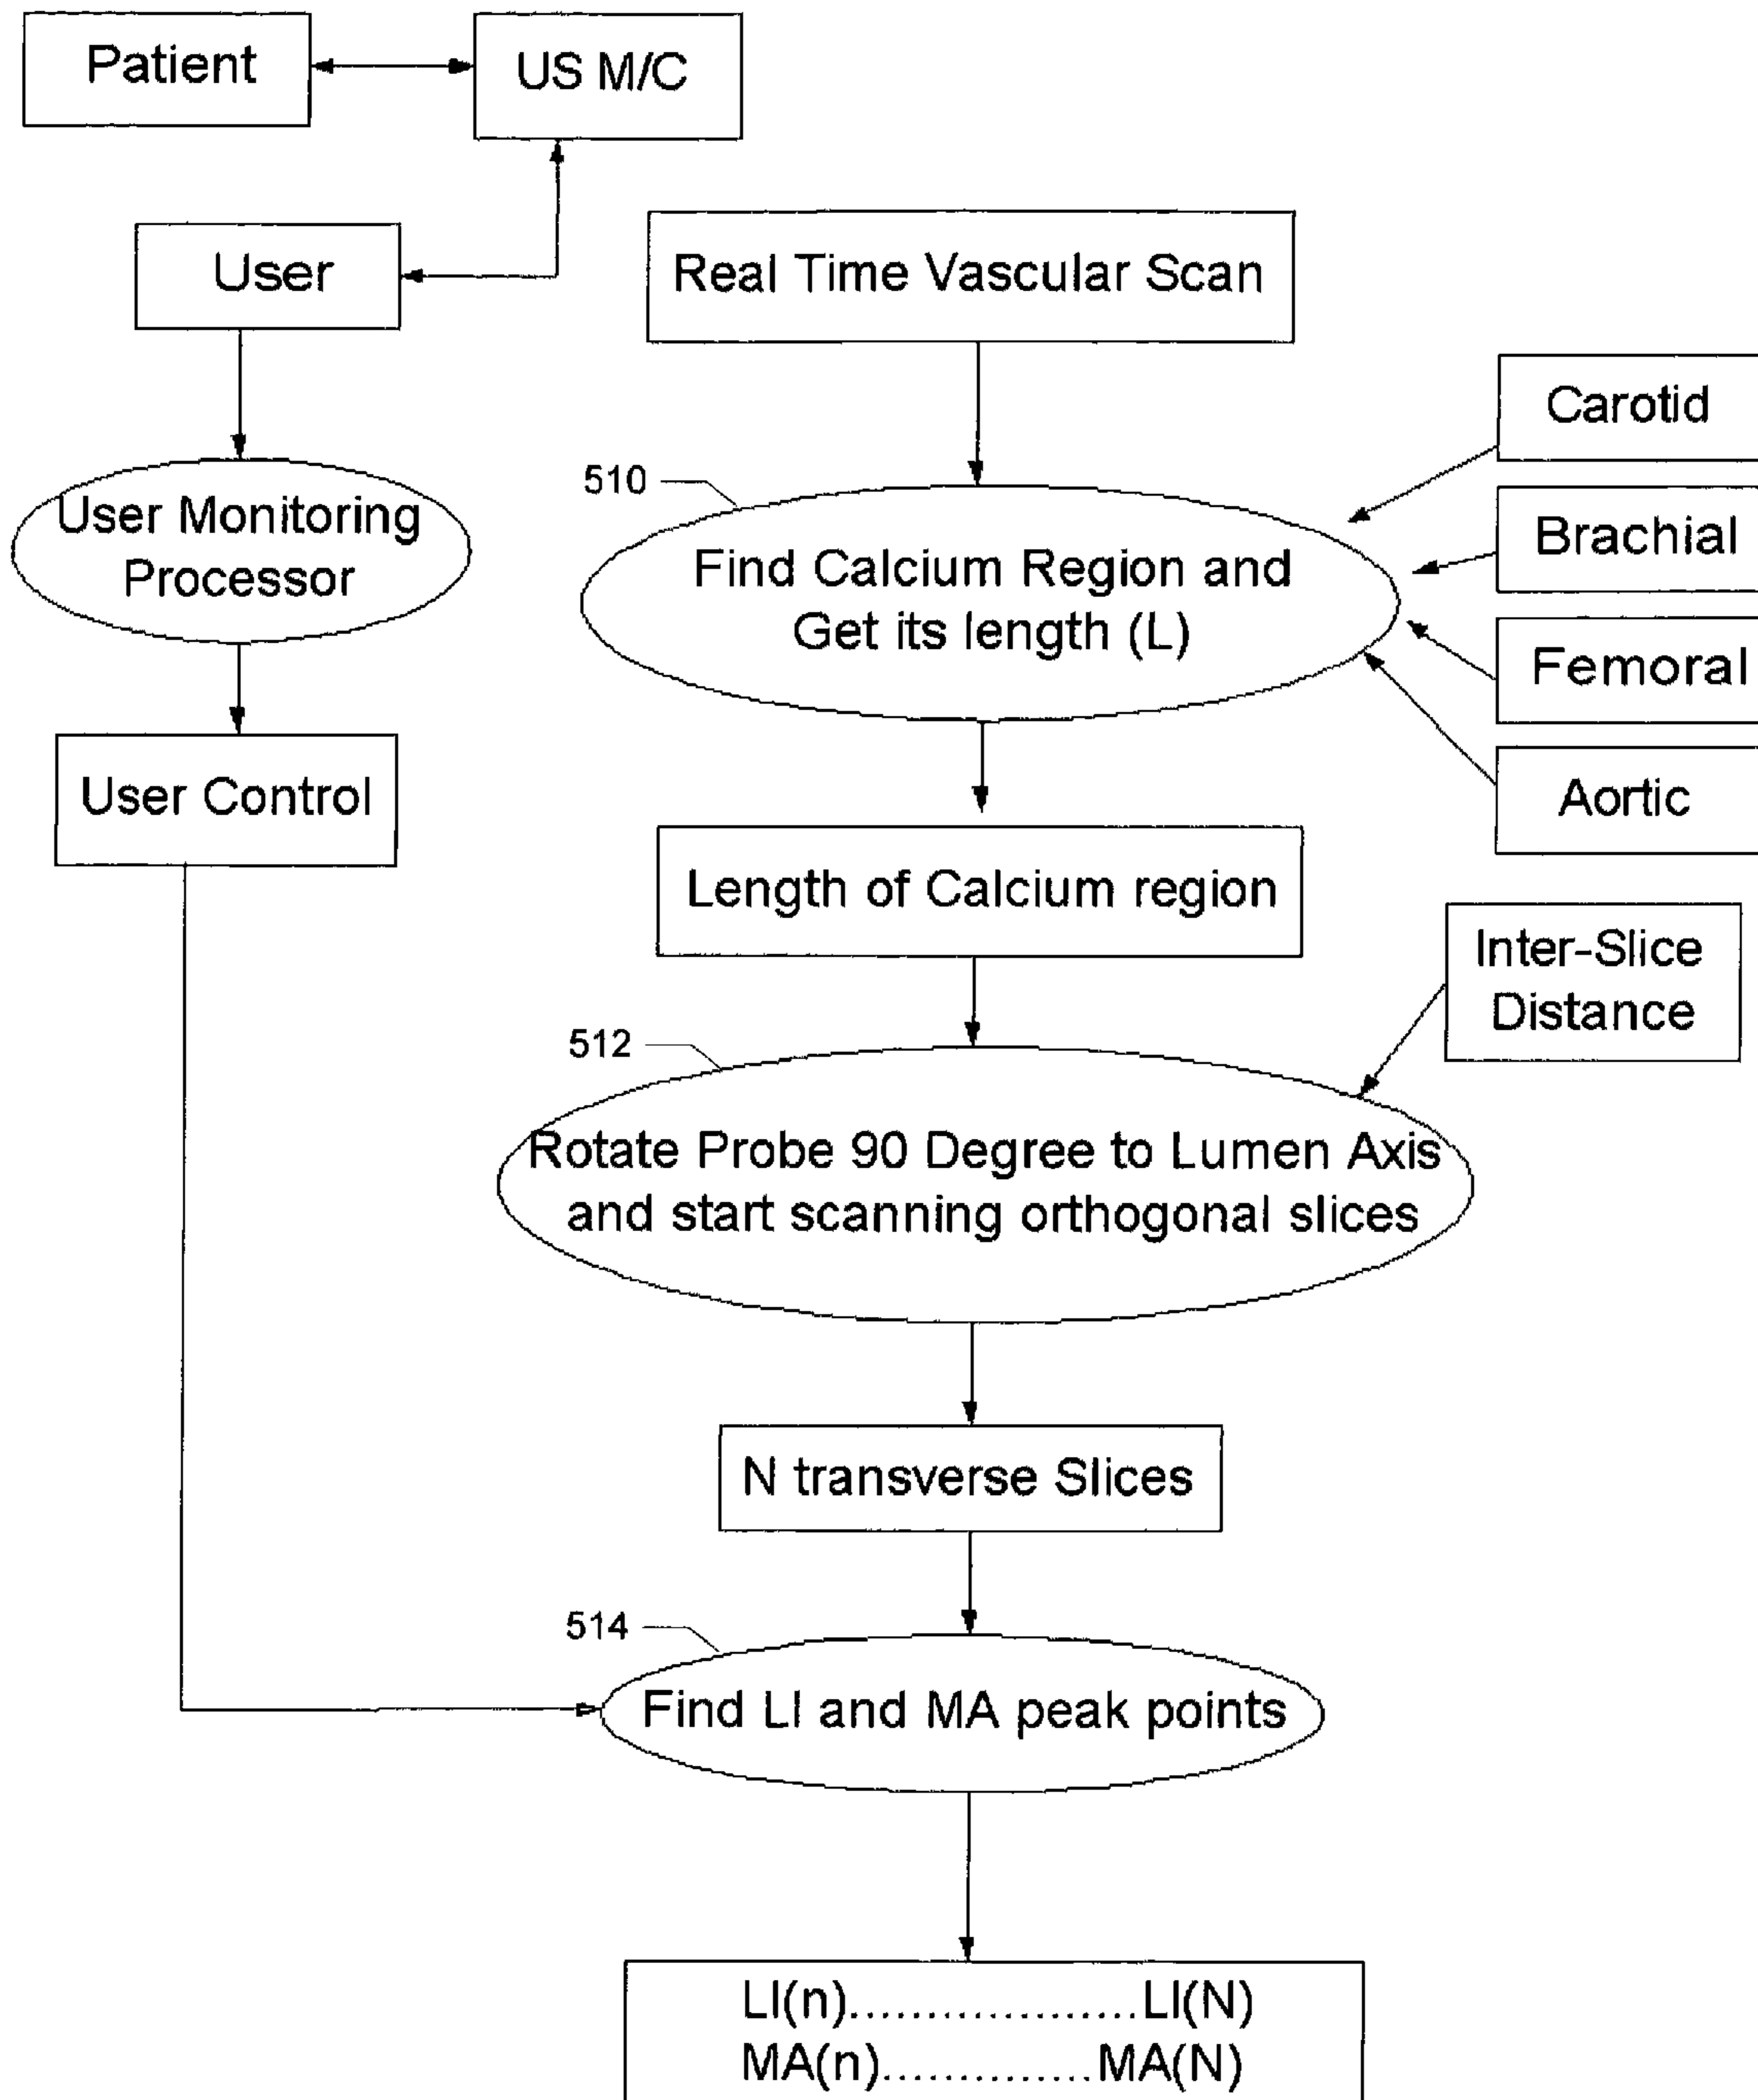 Patient
US M/C
User
Real Time Vascular Scan
Carotid
510
User Monitoring
Processor
Brachial
Find Calcium Region and
Get its length (L)
Femoral
User Control
Aortic
Length of Calcium region
Inter-Slice
Distance
512
Rotate Probe 90 Degree to Lumen Axis
and start scanning orthogonal slices
N transverse Slices
514
Find LI and MA peak points
LI(n)...................LI(N)
MA(n)..............MA(N)